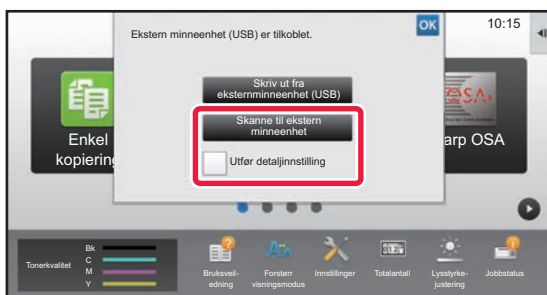 10:15
Ekstern minneenhet (USB) er tilkoblet.
OK
Skriv ut fra
eksternminneenhet (USB)
Skanne til ekstern
minneenhet
Utfør detaljinnstilling
Enkel
kopiering
arp OSA
Tonerkvalitet
Bk
C
M
Y
Bruksveil-
edning
Forstørr
visningsmodus
Innstillinger
Totalantall
Lysstyrke-
justering
Jobbstatus